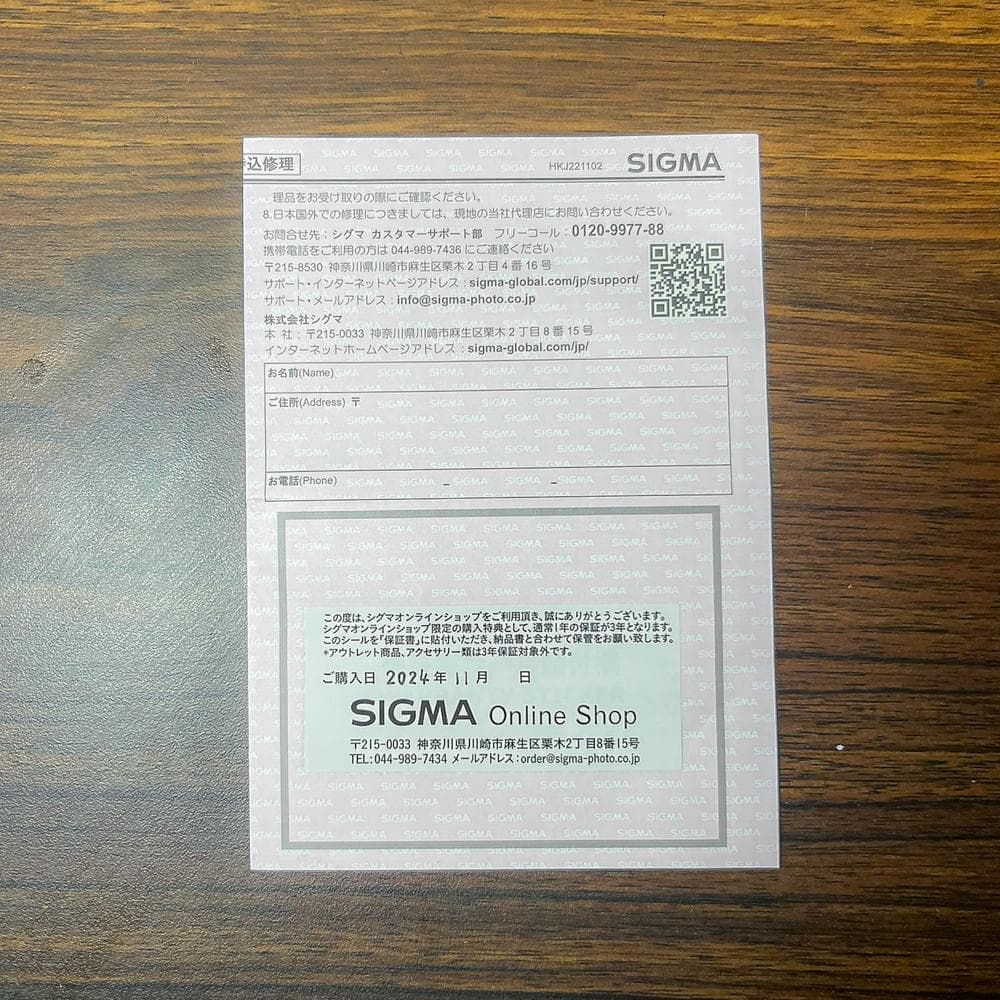 込修理 HKJ221102 SIGMA
理品をお受け取りの際にご確認ください。
8.日本国外での修理につきましては、現地の当社代理店にお問い合わせください。
お問合せ先：シグマ カスタマーサポート部 フリーコール：0120-9977-88
携帯電話をご利用の方は 044-989-7436 にご連絡ください
〒215-8530 神奈川県川崎市麻生区栗木 2 丁目 4 番 16 号
サポート・インターネットページアドレス：sigma-global.com/jp/support/
サポート・メールアドレス：info@sigma-photo.co.jp
株式会社シグマ
本 社：〒215-0033 神奈川県川崎市麻生区栗木 2 丁目 8 番 15 号
インターネットホームページアドレス：sigma-global.com/jp/
お名前(Name)
ご住所(Address) 〒
お電話(Phone) － －
この度は、シグマオンラインショップをご利用頂き、誠にありがとうございます。
シグマオンラインショップ限定の購入特典として、通常1年の保証が3年となります。
このシールを「保証書」に貼付いただき、納品書と合わせて保管をお願い致します。
*アウトレット商品、アクセサリー類は3年保証対象外です。
ご購入日 2024年 11月 日
SIGMA Online Shop
〒215-0033 神奈川県川崎市麻生区栗木2丁目8番15号
TEL:044-989-7434 メールアドレス:order@sigma-photo.co.jp